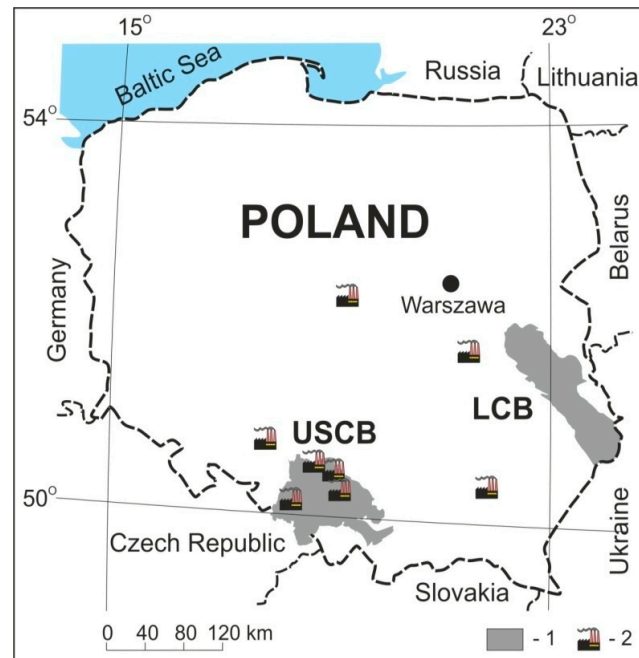 15°
23°
Baltic Sea
Russia
Lithuania
54°
POLAND
Belarus
Germany
Warszawa
LCB
USCB
50°
Czech Republic
Ukraine
Slovakia
0 40 80 120 km
- 1
- 2